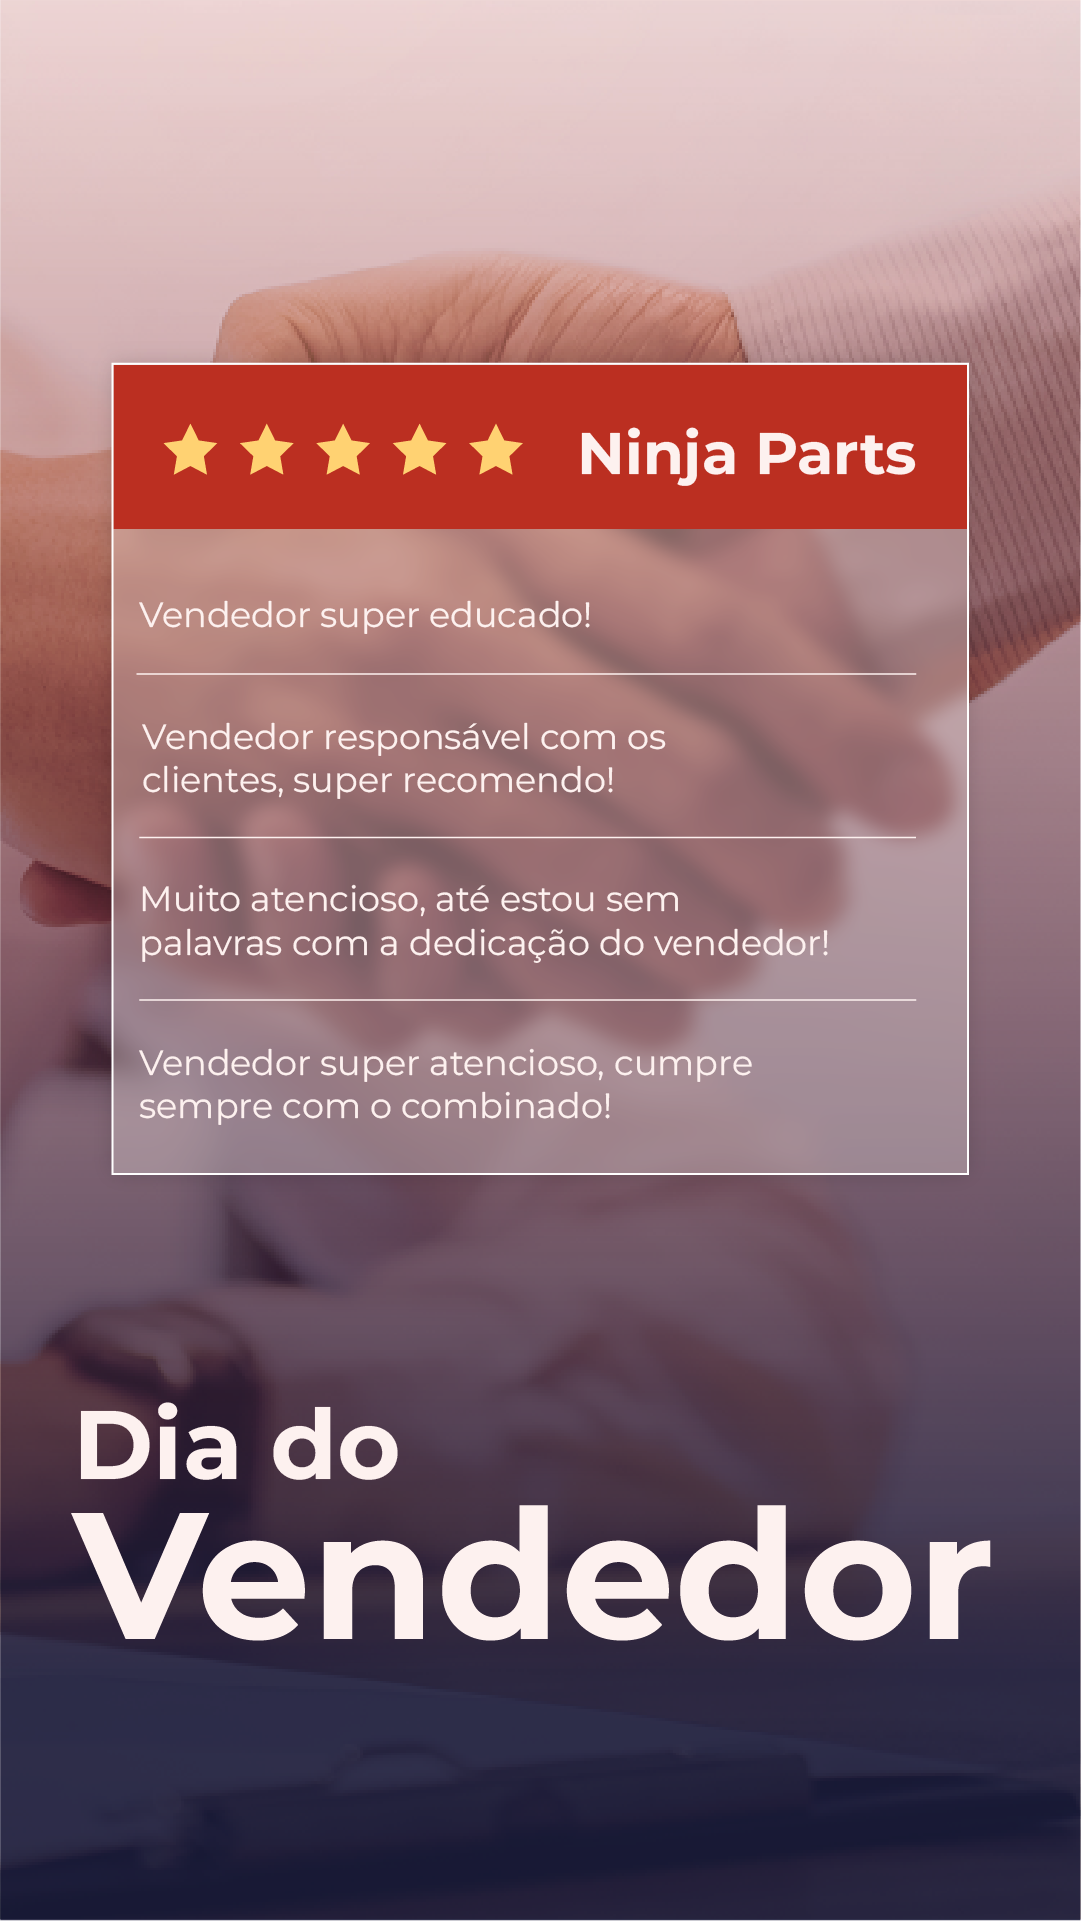 Ninja Parts
Vendedor super educado!
Vendedor responsável com os
clientes, super recomendo!
Muito atencioso, até estou sem
palavras com a dedicação do vendedor!
Vendedor super atencioso, cumpre
sempre com o combinado!
Dia do
Vendedor